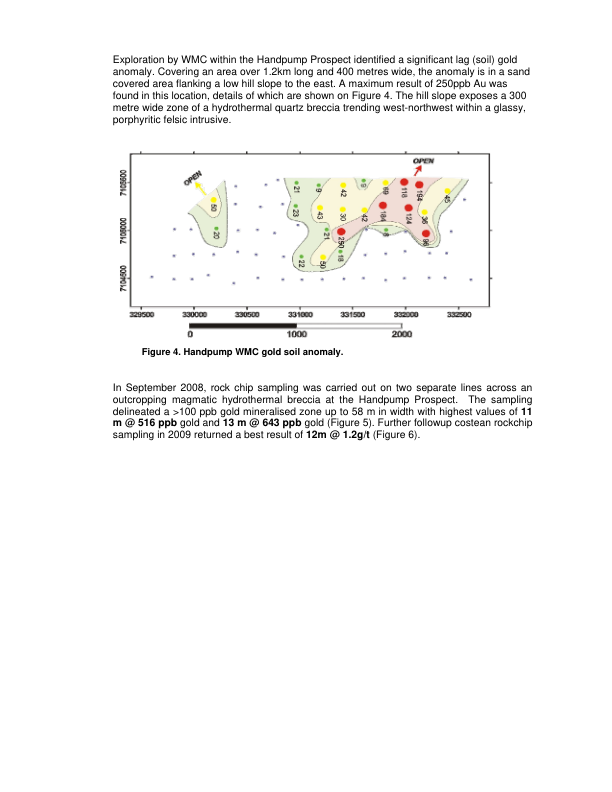 Exploration by WMC within the Handpump Prospect identified a significant lag (soil) gold
anomaly. Covering an area over 1.2km long and 400 metres wide, the anomaly is in a sand
covered area flanking a low hill slope to the east. A maximum result of 250ppb Au was
found in this location, details of which are shown on Figure 4. The hill slope exposes a 300
metre wide zone of a hydrothermal quartz breccia trending west-northwest within a glassy,
porphyritic felsic intrusive.
OPEN
OPEN
21
9
42
118
194
45
50
23
43
30
42
184
124
36
20
21
250
96
22
50
18
7104500
329500 330000 330500 331000 331500 332000 332500
0 1000 2000
Figure 4. Handpump WMC gold soil anomaly.
In September 2008, rock chip sampling was carried out on two separate lines across an
outcropping magmatic hydrothermal breccia at the Handpump Prospect. The sampling
delineated a >100 ppb gold mineralised zone up to 58 m in width with highest values of 11
m @ 516 ppb gold and 13 m @ 643 ppb gold (Figure 5). Further followup costean rockchip
sampling in 2009 returned a best result of 12m @ 1.2g/t (Figure 6).